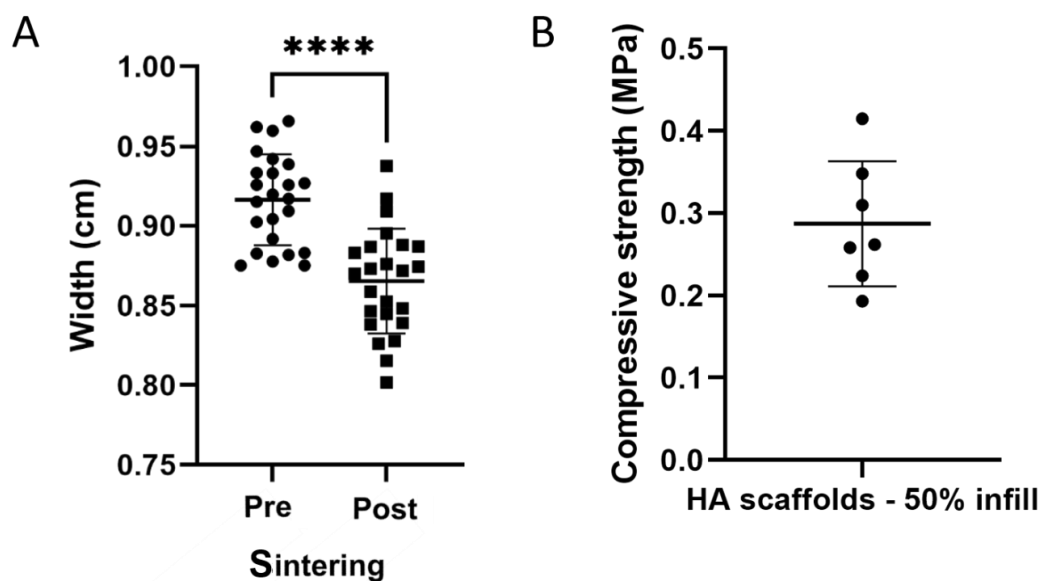 A
****
1.00
0.95
0.90
0.85
0.80
0.75
Width (cm)
Pre Post
Sintering
B
0.5
0.4
0.3
0.2
0.1
0.0
Compressive strength (MPa)
HA scaffolds - 50% infill